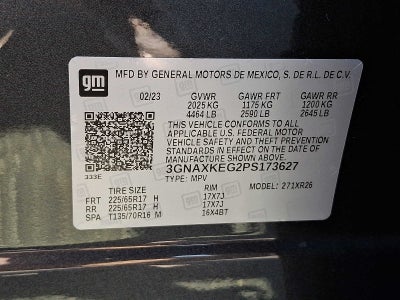 gm
MFD BY GENERAL MOTORS DE MEXICO, S. DE R.L. DE C.V.
02/23 GVWR GAWR FRT GAWR RR
2025 KG 1175 KG 1200 KG
4464 LB 2590 LB 2645 LB
THIS VEHICLE CONFORMS TO ALL
APPLICABLE U.S. FEDERAL MOTOR
VEHICLE SAFETY AND THEFT PREVENTION
STANDARDS IN EFFECT ON THE DATE OF
MANUFACTURE SHOWN ABOVE.
333E 3GNAXKEG2PS173627
TYPE: MPV MODEL: 271XR26
TIRE SIZE RIM
FRT 225/65R17 H 17X7J
RR 225/65R17 H 17X7J
SPA T135/70R16 M 16X4BT